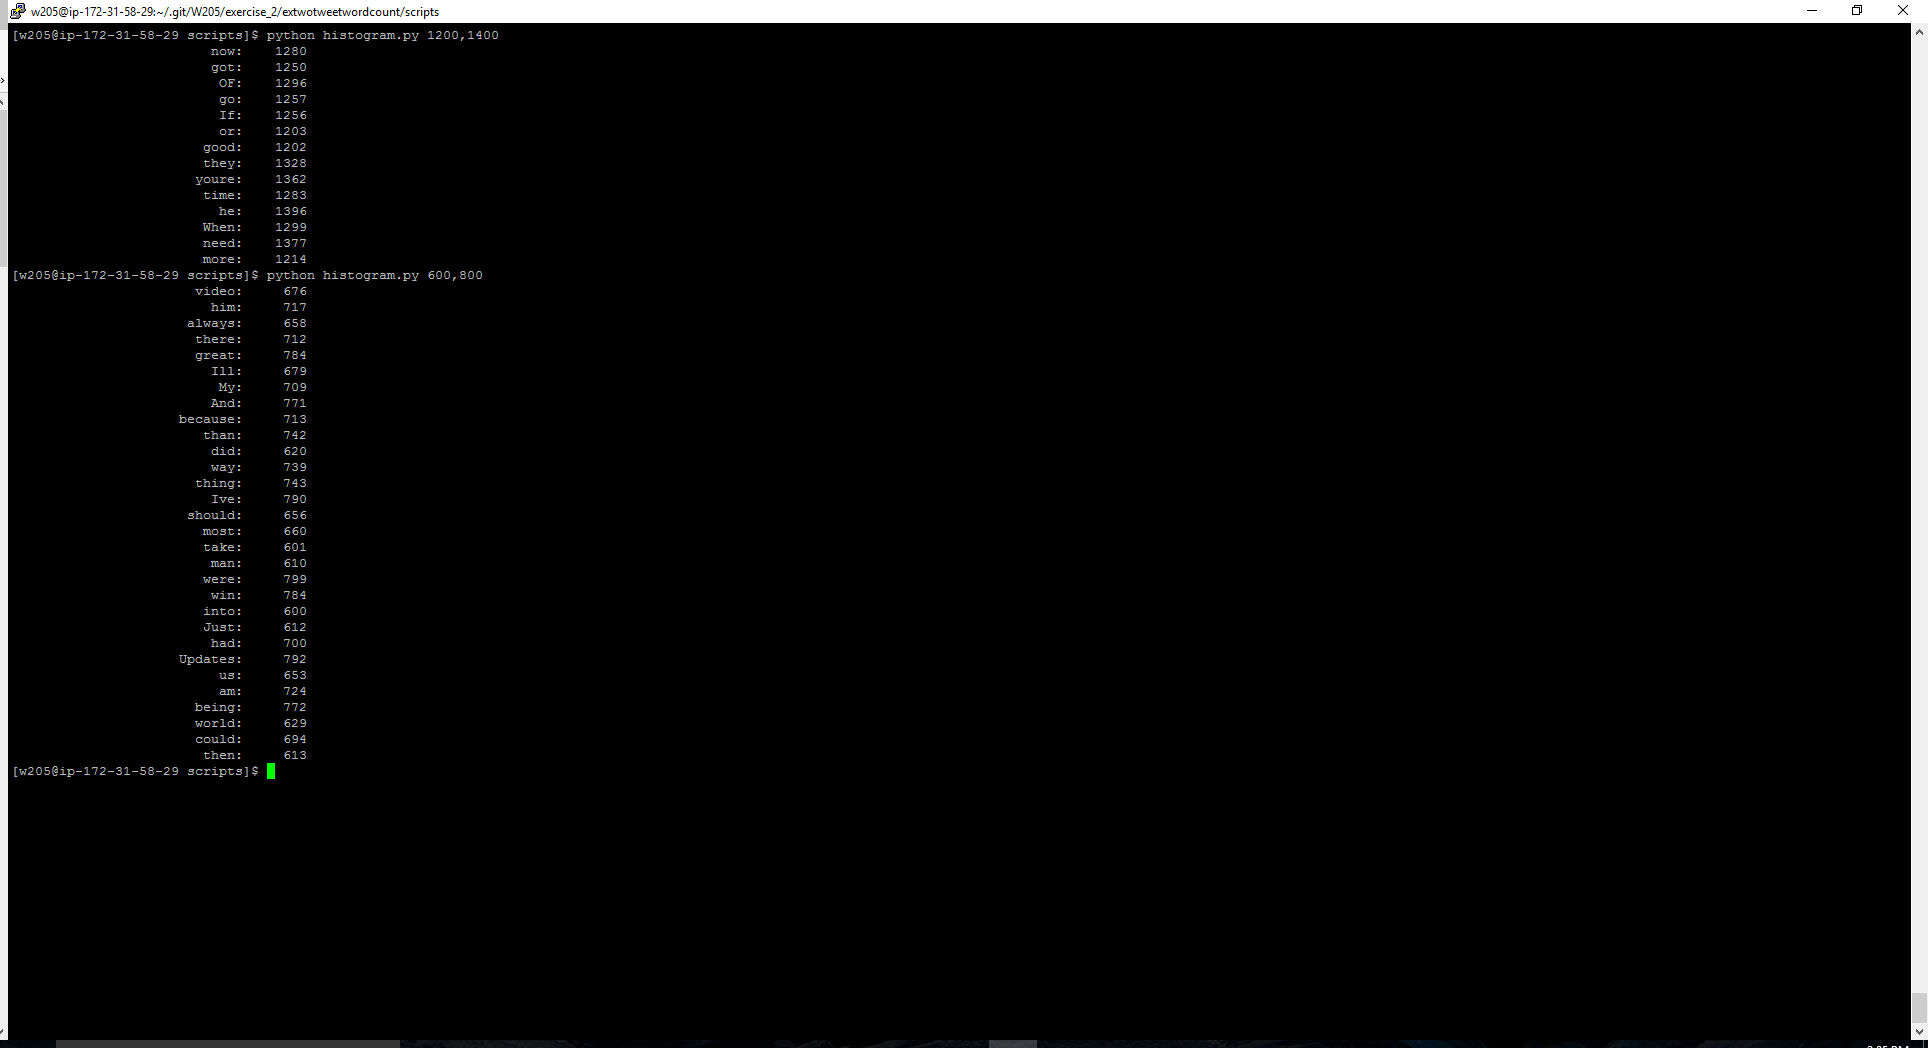 w205@ip-172-31-58-29:~/.git/W205/exercise_2/extwotweetwordcount/scripts
[w205@ip-172-31-58-29 scripts]$ python histogram.py 1200,1400
now: 1280
got: 1250
OF: 1296
go: 1257
If: 1256
or: 1203
good: 1202
they: 1328
youre: 1362
time: 1283
he: 1396
When: 1299
need: 1377
more: 1214
[w205@ip-172-31-58-29 scripts]$ python histogram.py 600,800
video: 676
him: 717
always: 658
there: 712
great: 784
Ill: 679
My: 709
And: 771
because: 713
than: 742
did: 620
way: 739
thing: 743
Ive: 790
should: 656
most: 660
take: 601
man: 610
were: 799
win: 784
into: 600
Just: 612
had: 700
Updates: 792
us: 653
am: 724
being: 772
world: 629
could: 694
then: 613
[w205@ip-172-31-58-29 scripts]$